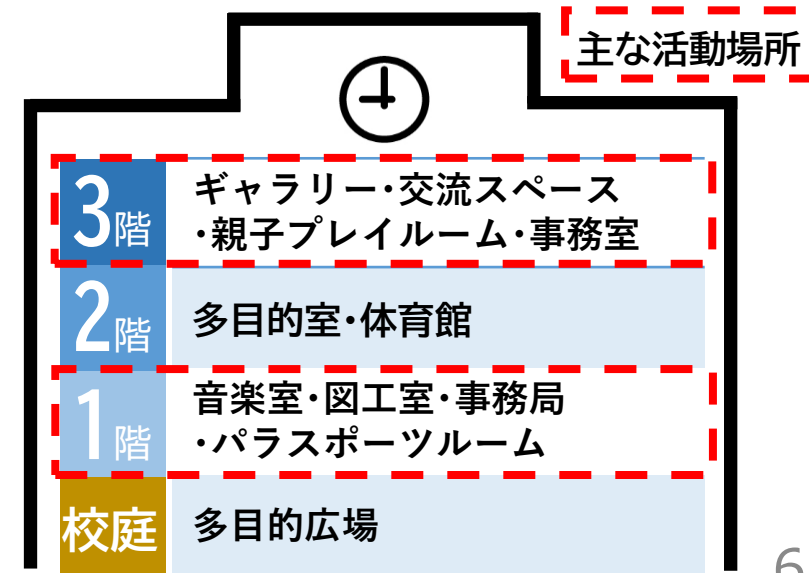 主な活動場所
3階
ギャラリー・交流スペース
・親子プレイルーム・事務室
2階
多目的室・体育館
1階
音楽室・図工室・事務局
・パラスポーツルーム
校庭
多目的広場
6